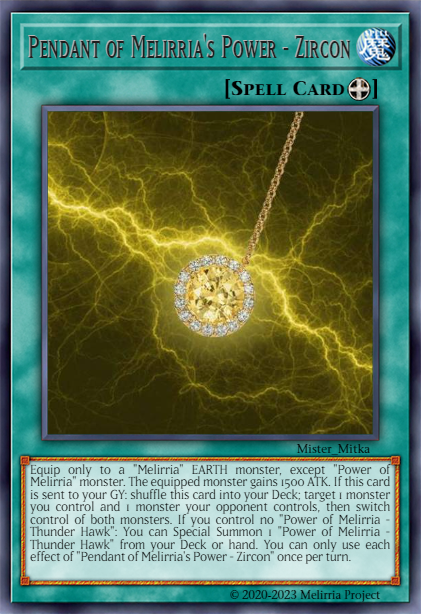 Pendant of Melirria's Power - Zircon
魔
[Spell Card]
Mister_Mitka
Equip only to a "Melirria" EARTH monster, except "Power of
Melirria" monster. The equipped monster gains 1500 ATK. If this card
is sent to your GY: shuffle this card into your Deck; target 1 monster
you control and 1 monster your opponent controls, then switch
control of both monsters. If you control no "Power of Melirria -
Thunder Hawk": You can Special Summon 1 "Power of Melirria -
Thunder Hawk" from your Deck or hand. You can only use each
effect of "Pendant of Melirria's Power - Zircon" once per turn.
© 2020-2023 Melirria Project